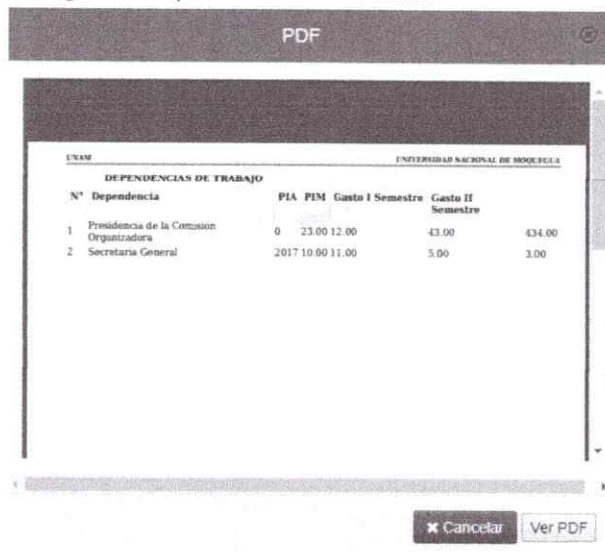 PDF
UNAM UNIVERSIDAD NACIONAL DE MOQUEGUA
DEPENDENCIAS DE TRABAJO
N° Dependencia PIA PIM Gasto I Semestre Gasto II
Semestre
1 Presidencia de la Comision
Organizadora 0 23.00 12.00 43.00 434.00
2 Secretaria General 2017 10.00 11.00 5.00 3.00
× Cancelar Ver PDF